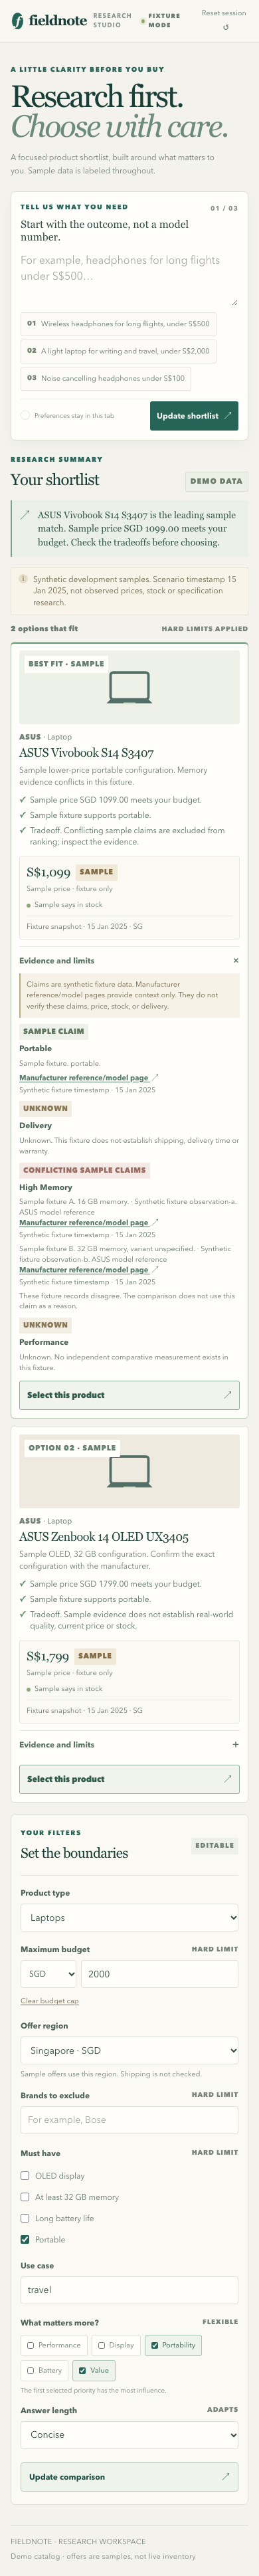 fieldnote
RESEARCH STUDIO
FIXTURE MODE
Reset session ↺
A LITTLE CLARITY BEFORE YOU BUY
Research first.
Choose with care.
A focused product shortlist, built around what matters to
you. Sample data is labeled throughout.
TELL US WHAT YOU NEED
01 / 03
Start with the outcome, not a model
number.
For example, headphones for long flights
under S$500…
01 Wireless headphones for long flights, under S$500
02 A light laptop for writing and travel, under S$2,000
03 Noise cancelling headphones under S$100
Preferences stay in this tab
Update shortlist ↗
RESEARCH SUMMARY
Your shortlist
DEMO DATA
ASUS Vivobook S14 S3407 is the leading sample
match. Sample price SGD 1099.00 meets your
budget. Check the tradeoffs before choosing.
Synthetic development samples. Scenario timestamp 15
Jan 2025, not observed prices, stock or specification
research.
2 options that fit
HARD LIMITS APPLIED
BEST FIT · SAMPLE
ASUS · Laptop
ASUS Vivobook S14 S3407
Sample lower-price portable configuration. Memory
evidence conflicts in this fixture.
✓ Sample price SGD 1099.00 meets your budget.
✓ Sample fixture supports portable.
✓ Tradeoff. Conflicting sample claims are excluded from
ranking; inspect the evidence.
S$1,099 SAMPLE
Sample price · fixture only
Sample says in stock
Fixture snapshot · 15 Jan 2025 · SG
Evidence and limits ×
Claims are synthetic fixture data. Manufacturer
reference/model pages provide context only. They do not
verify these claims, price, stock, or delivery.
SAMPLE CLAIM
Portable
Sample fixture. portable.
Manufacturer reference/model page ↗
Synthetic fixture timestamp · 15 Jan 2025
UNKNOWN
Delivery
Unknown. This fixture does not establish shipping, delivery time or
warranty.
CONFLICTING SAMPLE CLAIMS
High Memory
Sample fixture A. 16 GB memory. · Synthetic fixture observation-a.
ASUS model reference
Manufacturer reference/model page ↗
Synthetic fixture timestamp · 15 Jan 2025
Sample fixture B. 32 GB memory, variant unspecified. · Synthetic
fixture observation-b. ASUS model reference
Manufacturer reference/model page ↗
Synthetic fixture timestamp · 15 Jan 2025
These fixture records disagree. The comparison does not use this
claim as a reason.
UNKNOWN
Performance
Unknown. No independent comparative measurement exists in
this fixture.
Select this product ↗
OPTION 02 · SAMPLE
ASUS · Laptop
ASUS Zenbook 14 OLED UX3405
Sample OLED, 32 GB configuration. Confirm the exact
configuration with the manufacturer.
✓ Sample price SGD 1799.00 meets your budget.
✓ Sample fixture supports portable.
✓ Tradeoff. Sample evidence does not establish real-world
quality, current price or stock.
S$1,799 SAMPLE
Sample price · fixture only
Sample says in stock
Fixture snapshot · 15 Jan 2025 · SG
Evidence and limits +
Select this product ↗
YOUR FILTERS
Set the boundaries
EDITABLE
Product type
Laptops
Maximum budget HARD LIMIT
SGD 2000
Clear budget cap
Offer region
Singapore · SGD
Sample offers use this region. Shipping is not checked.
Brands to exclude HARD LIMIT
For example, Bose
Must have HARD LIMIT
OLED display
At least 32 GB memory
Long battery life
Portable
Use case
travel
What matters more? FLEXIBLE
Performance Display Portability
Battery Value
The first selected priority has the most influence.
Answer length ADAPTS
Concise
Update comparison ↗
FIELDNOTE · RESEARCH WORKSPACE
Demo catalog · offers are samples, not live inventory